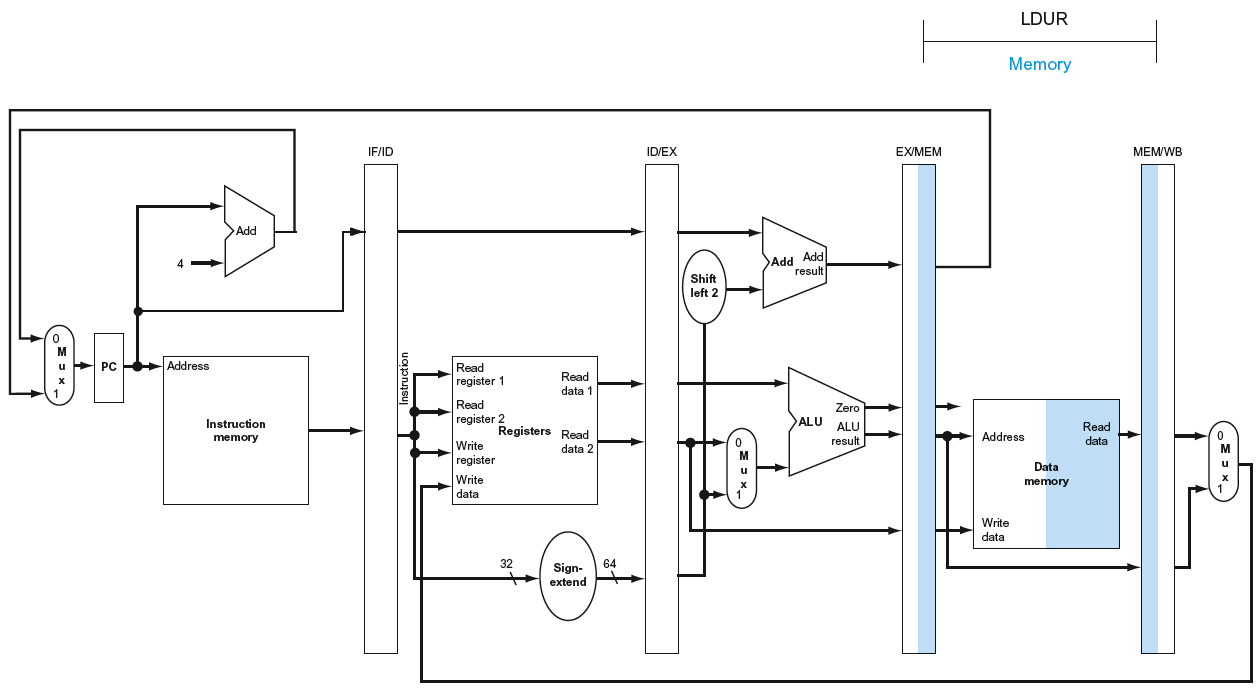 LDUR
Memory
IF/ID
ID/EX
EX/MEM
MEM/WB
Add
4
Shift
left 2
Add
Add
result
0
M
u
x
1
PC
Address
Instruction
memory
Instruction
Read
register 1
Read
register 2
Write
register
Write
data
Registers
Read
data 1
Read
data 2
0
M
u
x
1
ALU
Zero
ALU
result
Address
Write
data
Data
memory
Read
data
0
M
u
x
1
32
Sign-
extend
64